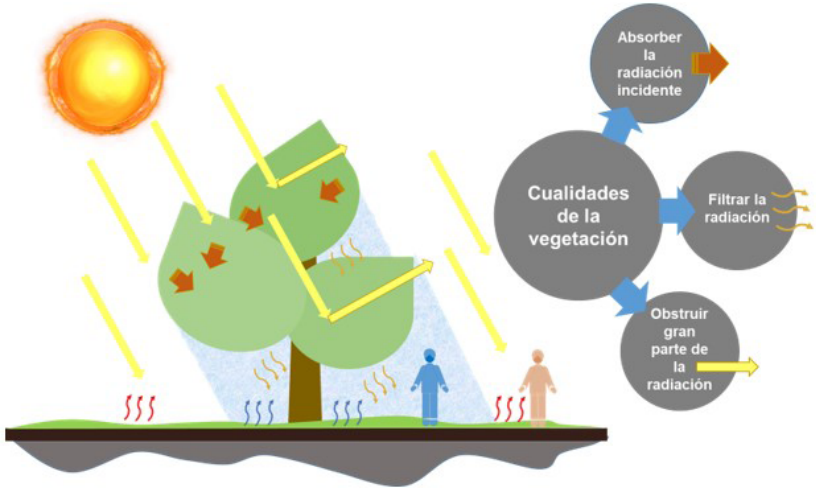 Absorber
la
radiación
incidente
Cualidades
de la
vegetación
Filtrar la
radiación
Obstruir
gran
parte de
la
radiación